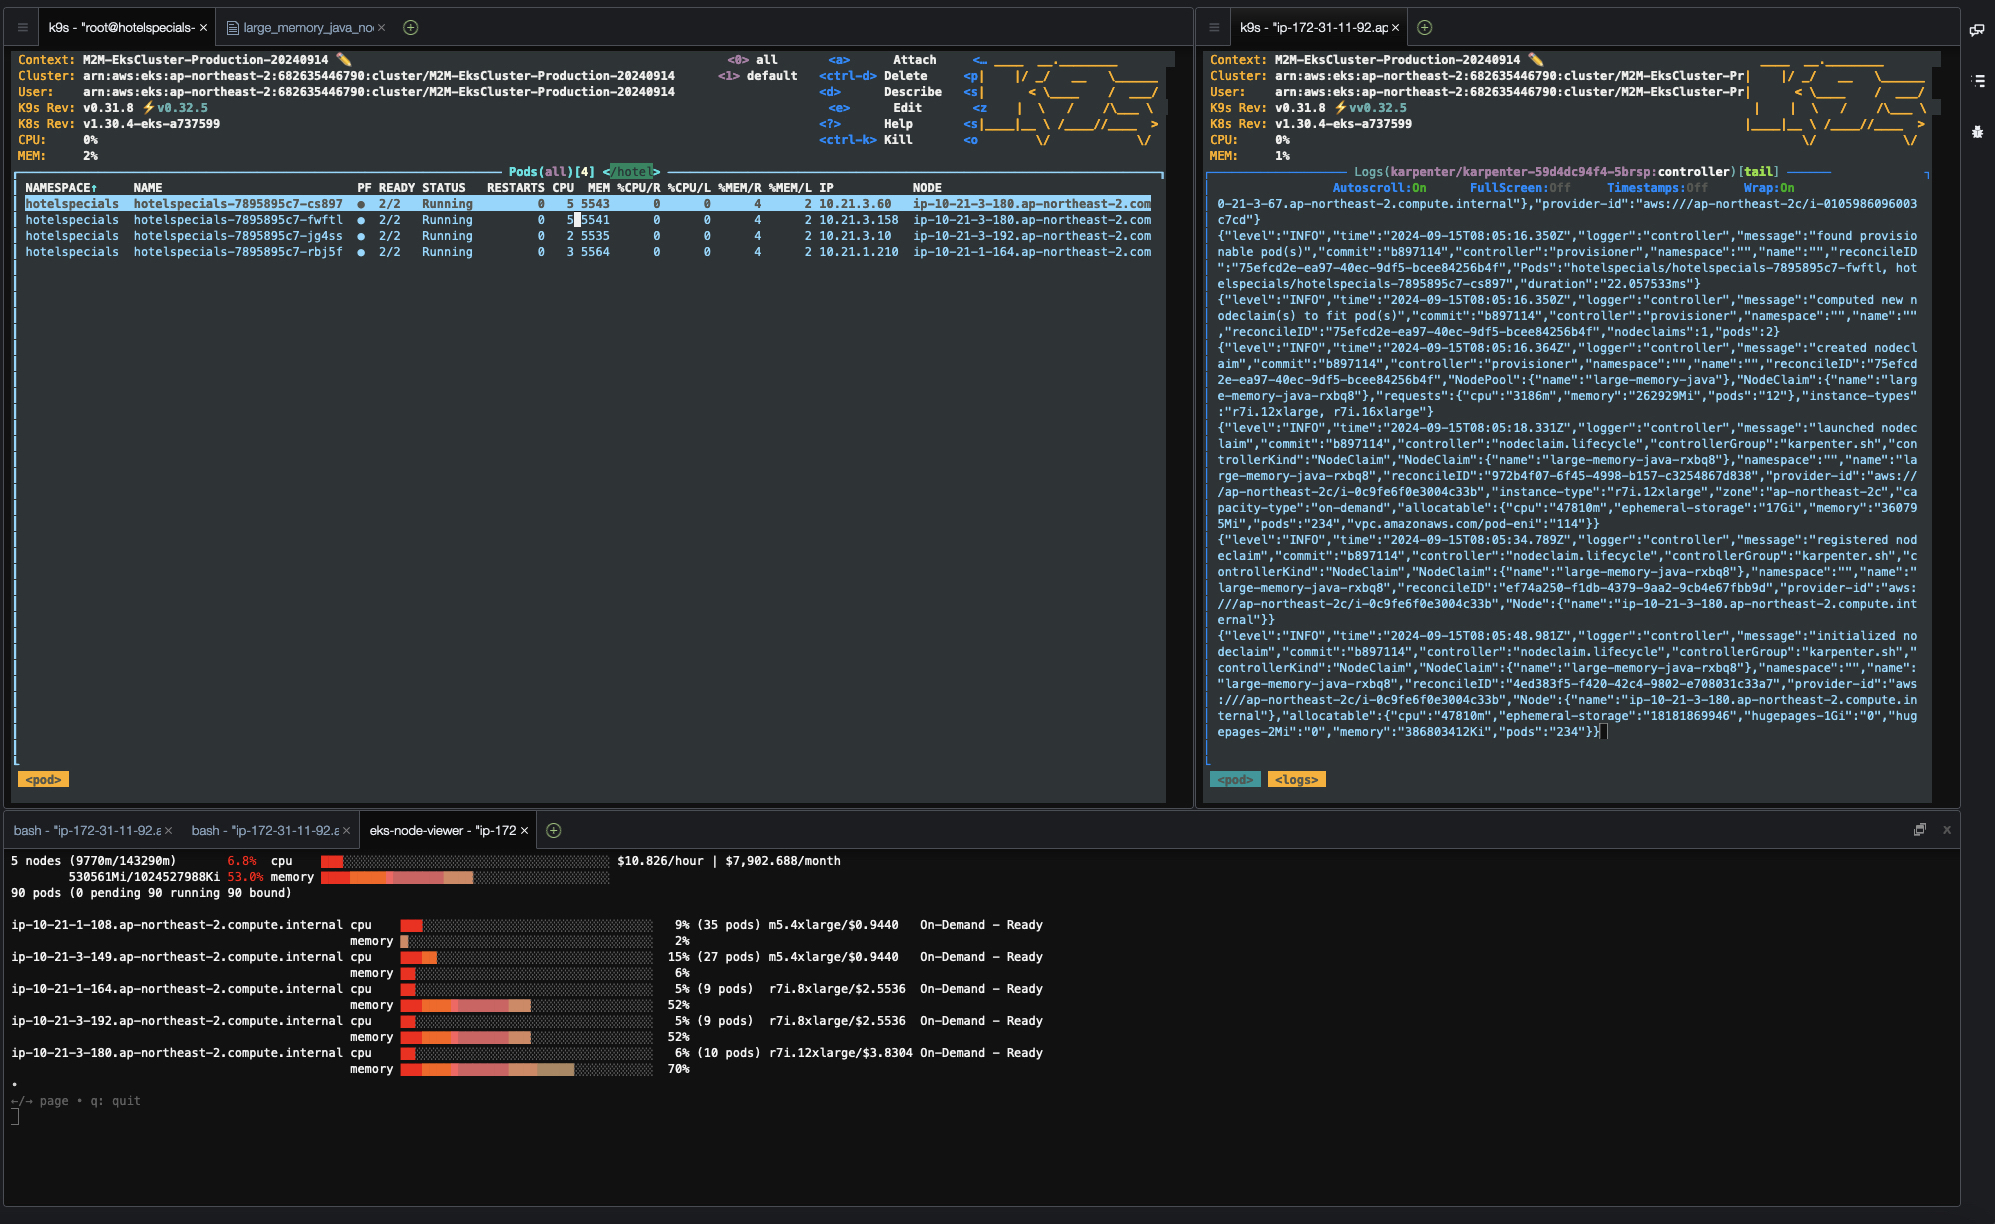 k9s - "root@hotelspecials- ×
large_memory_java_no ×
Context: M2M-EksCluster-Production-20240914
Cluster: arn:aws:eks:ap-northeast-2:682635446790:cluster/M2M-EksCluster-Production-20240914
User: arn:aws:eks:ap-northeast-2:682635446790:cluster/M2M-EksCluster-Production-20240914
K9s Rev: v0.31.8 ⚡v0.32.5
K8s Rev: v1.30.4-eks-a737599
CPU: 0%
MEM: 2%
<0> all
<1> default
<a> Attach
<ctrl-d> Delete
<d> Describe
<e> Edit
<?> Help
<ctrl-k> Kill
<…
<p
<s
<z
<s
<o
Pods(all)[4] </hotel>
NAMESPACE↑ NAME PF READY STATUS RESTARTS CPU MEM %CPU/R %CPU/L %MEM/R %MEM/L IP NODE
hotelspecials hotelspecials-7895895c7-cs897 ● 2/2 Running 0 5 5543 0 0 4 2 10.21.3.60 ip-10-21-3-180.ap-northeast-2.com
hotelspecials hotelspecials-7895895c7-fwftl ● 2/2 Running 0 5 5541 0 0 4 2 10.21.3.158 ip-10-21-3-180.ap-northeast-2.com
hotelspecials hotelspecials-7895895c7-jg4ss ● 2/2 Running 0 2 5535 0 0 4 2 10.21.3.10 ip-10-21-3-192.ap-northeast-2.com
hotelspecials hotelspecials-7895895c7-rbj5f ● 2/2 Running 0 3 5564 0 0 4 2 10.21.1.210 ip-10-21-1-164.ap-northeast-2.com
<pod>
k9s - "ip-172-31-11-92.ap ×
Context: M2M-EksCluster-Production-20240914
Cluster: arn:aws:eks:ap-northeast-2:682635446790:cluster/M2M-EksCluster-Pr
User: arn:aws:eks:ap-northeast-2:682635446790:cluster/M2M-EksCluster-Pr
K9s Rev: v0.31.8 ⚡vv0.32.5
K8s Rev: v1.30.4-eks-a737599
CPU: 0%
MEM: 1%
Logs(karpenter/karpenter-59d4dc94f4-5brsp:controller)[tail]
Autoscroll:On FullScreen:Off Timestamps:Off Wrap:On
0-21-3-67.ap-northeast-2.compute.internal"},"provider-id":"aws:///ap-northeast-2c/i-0105986096003
c7cd"}
{"level":"INFO","time":"2024-09-15T08:05:16.350Z","logger":"controller","message":"found provisio
nable pod(s)","commit":"b897114","controller":"provisioner","namespace":"","name":"","reconcileID
":"75efcd2e-ea97-40ec-9df5-bcee84256b4f","Pods":"hotelspecials/hotelspecials-7895895c7-fwftl, hot
elspecials/hotelspecials-7895895c7-cs897","duration":"22.057533ms"}
{"level":"INFO","time":"2024-09-15T08:05:16.350Z","logger":"controller","message":"computed new n
odeclaim(s) to fit pod(s)","commit":"b897114","controller":"provisioner","namespace":"","name":""
,"reconcileID":"75efcd2e-ea97-40ec-9df5-bcee84256b4f","nodeclaims":1,"pods":2}
{"level":"INFO","time":"2024-09-15T08:05:16.364Z","logger":"controller","message":"created nodecl
aim","commit":"b897114","controller":"provisioner","namespace":"","name":"","reconcileID":"75efcd
2e-ea97-40ec-9df5-bcee84256b4f","NodePool":{"name":"large-memory-java"},"NodeClaim":{"name":"larg
e-memory-java-rxbq8"},"requests":{"cpu":"3186m","memory":"262929Mi","pods":"12"},"instance-types"
:"r7i.12xlarge, r7i.16xlarge"}
{"level":"INFO","time":"2024-09-15T08:05:18.331Z","logger":"controller","message":"launched nodec
laim","commit":"b897114","controller":"nodeclaim.lifecycle","controllerGroup":"karpenter.sh","con
trollerKind":"NodeClaim","NodeClaim":{"name":"large-memory-java-rxbq8"},"namespace":"","name":"la
rge-memory-java-rxbq8","reconcileID":"972b4f07-6f45-4998-b157-c3254867d838","provider-id":"aws://
/ap-northeast-2c/i-0c9fe6f0e3004c33b","instance-type":"r7i.12xlarge","zone":"ap-northeast-2c","ca
pacity-type":"on-demand","allocatable":{"cpu":"47810m","ephemeral-storage":"17Gi","memory":"36079
5Mi","pods":"234","vpc.amazonaws.com/pod-eni":"114"}}
{"level":"INFO","time":"2024-09-15T08:05:34.789Z","logger":"controller","message":"registered nod
eclaim","commit":"b897114","controller":"nodeclaim.lifecycle","controllerGroup":"karpenter.sh","c
ontrollerKind":"NodeClaim","NodeClaim":{"name":"large-memory-java-rxbq8"},"namespace":"","name":"
large-memory-java-rxbq8","reconcileID":"ef74a250-f1db-4379-9aa2-9cb4e67fbb9d","provider-id":"aws:
///ap-northeast-2c/i-0c9fe6f0e3004c33b","Node":{"name":"ip-10-21-3-180.ap-northeast-2.compute.int
ernal"}}
{"level":"INFO","time":"2024-09-15T08:05:48.981Z","logger":"controller","message":"initialized no
declaim","commit":"b897114","controller":"nodeclaim.lifecycle","controllerGroup":"karpenter.sh","
controllerKind":"NodeClaim","NodeClaim":{"name":"large-memory-java-rxbq8"},"namespace":"","name":
"large-memory-java-rxbq8","reconcileID":"4ed383f5-f420-42c4-9802-e708031c33a7","provider-id":"aws
:///ap-northeast-2c/i-0c9fe6f0e3004c33b","Node":{"name":"ip-10-21-3-180.ap-northeast-2.compute.in
ternal"},"allocatable":{"cpu":"47810m","ephemeral-storage":"18181869946","hugepages-1Gi":"0","hug
epages-2Mi":"0","memory":"386803412Ki","pods":"234"}}
<pod> <logs>
bash - "ip-172-31-11-92.a × bash - "ip-172-31-11-92.a × eks-node-viewer - "ip-172 ×
5 nodes (9770m/143290m) 6.8% cpu $10.826/hour | $7,902.688/month
530561Mi/1024527988Ki 53.0% memory
90 pods (0 pending 90 running 90 bound)
ip-10-21-1-108.ap-northeast-2.compute.internal cpu 9% (35 pods) m5.4xlarge/$0.9440 On-Demand - Ready
memory 2%
ip-10-21-3-149.ap-northeast-2.compute.internal cpu 15% (27 pods) m5.4xlarge/$0.9440 On-Demand - Ready
memory 6%
ip-10-21-1-164.ap-northeast-2.compute.internal cpu 5% (9 pods) r7i.8xlarge/$2.5536 On-Demand - Ready
memory 52%
ip-10-21-3-192.ap-northeast-2.compute.internal cpu 5% (9 pods) r7i.8xlarge/$2.5536 On-Demand - Ready
memory 52%
ip-10-21-3-180.ap-northeast-2.compute.internal cpu 6% (10 pods) r7i.12xlarge/$3.8304 On-Demand - Ready
memory 70%
•
←/→ page • q: quit